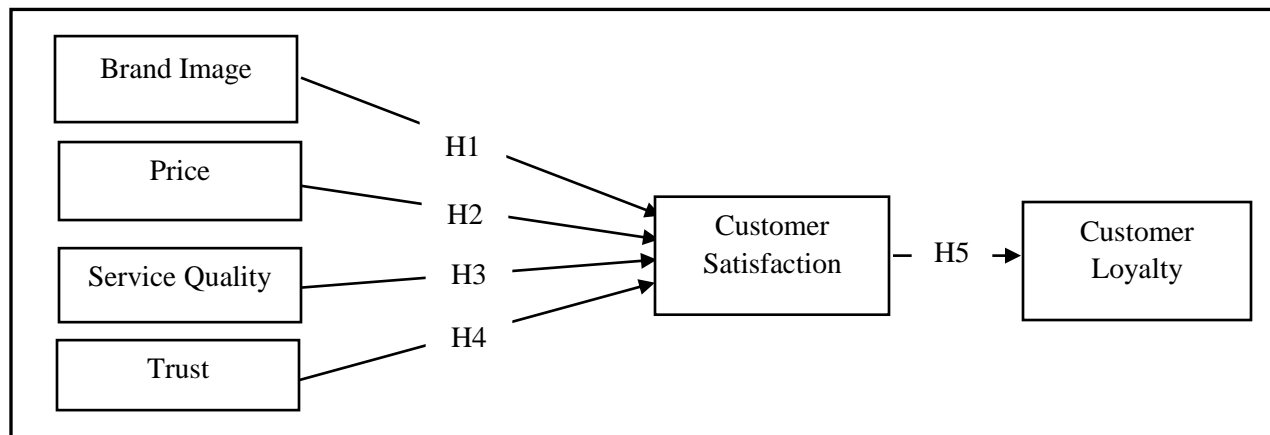 Brand Image
H1
Price
H2
Service Quality
H3
Trust
H4
Customer
Satisfaction
H5
Customer
Loyalty